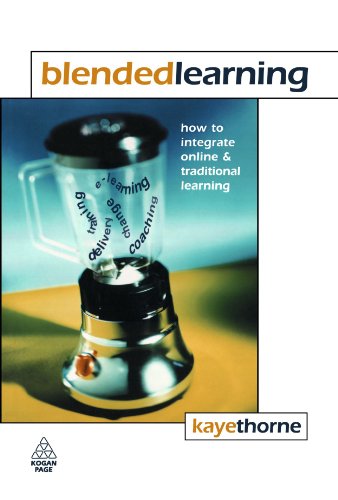 blendedlearning
how to
integrate
online &
traditional
learning
e-learning
training
change
delivery
coaching
kayethorne
KOGAN
PAGE